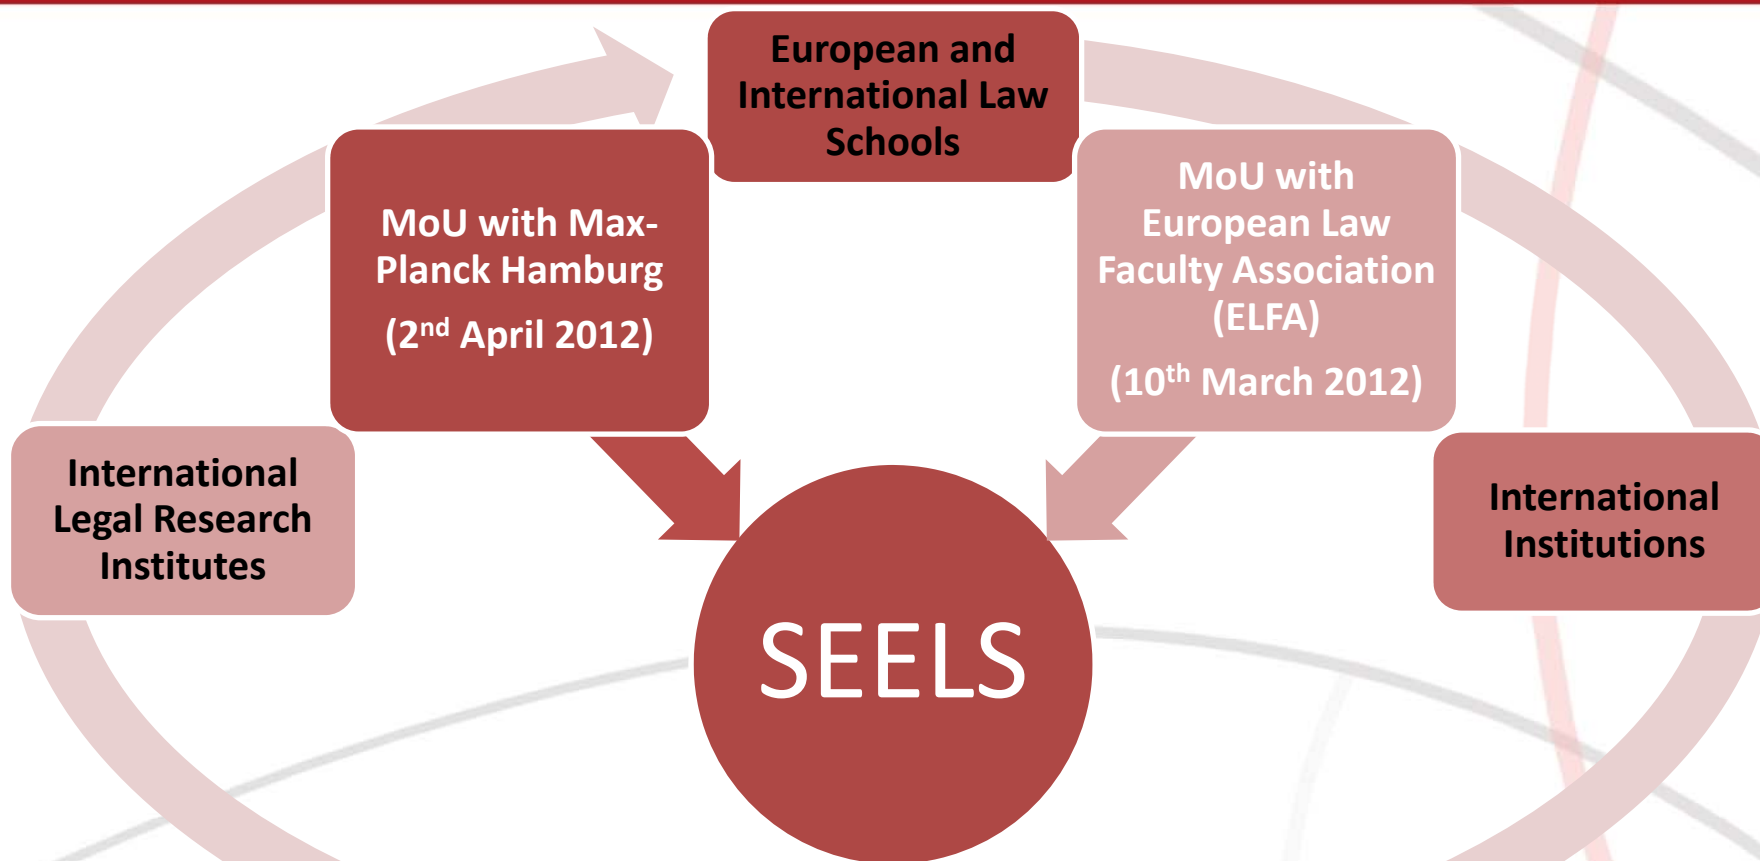 European and
International Law
Schools
MoU with Max-
Planck Hamburg
(2nd April 2012)
MoU with
European Law
Faculty Association
(ELFA)
(10th March 2012)
International
Legal Research
Institutes
International
Institutions
SEELS